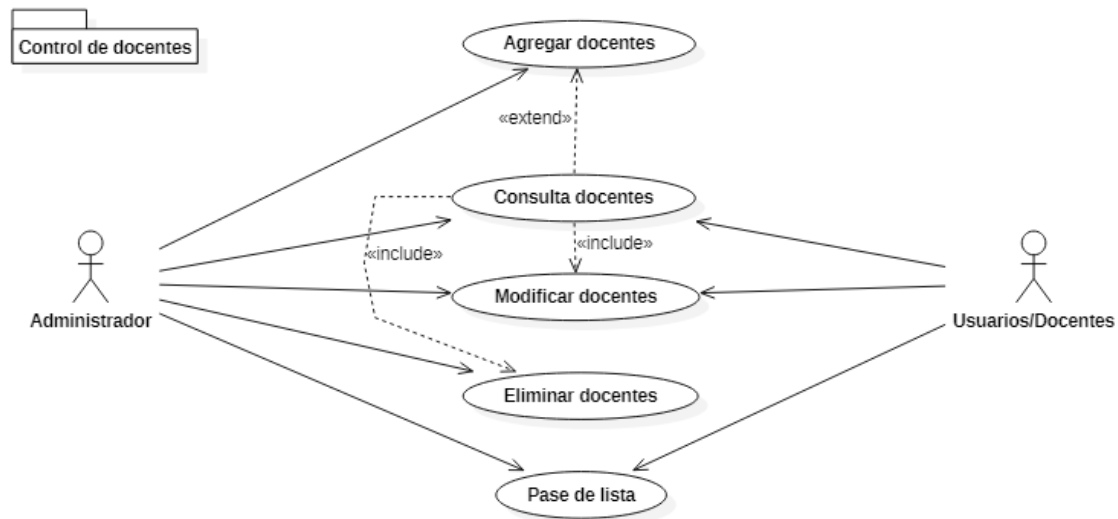 Control de docentes
Agregar docentes
«extend»
Consulta docentes
«include»
«include»
Modificar docentes
Administrador
Usuarios/Docentes
Eliminar docentes
Pase de lista